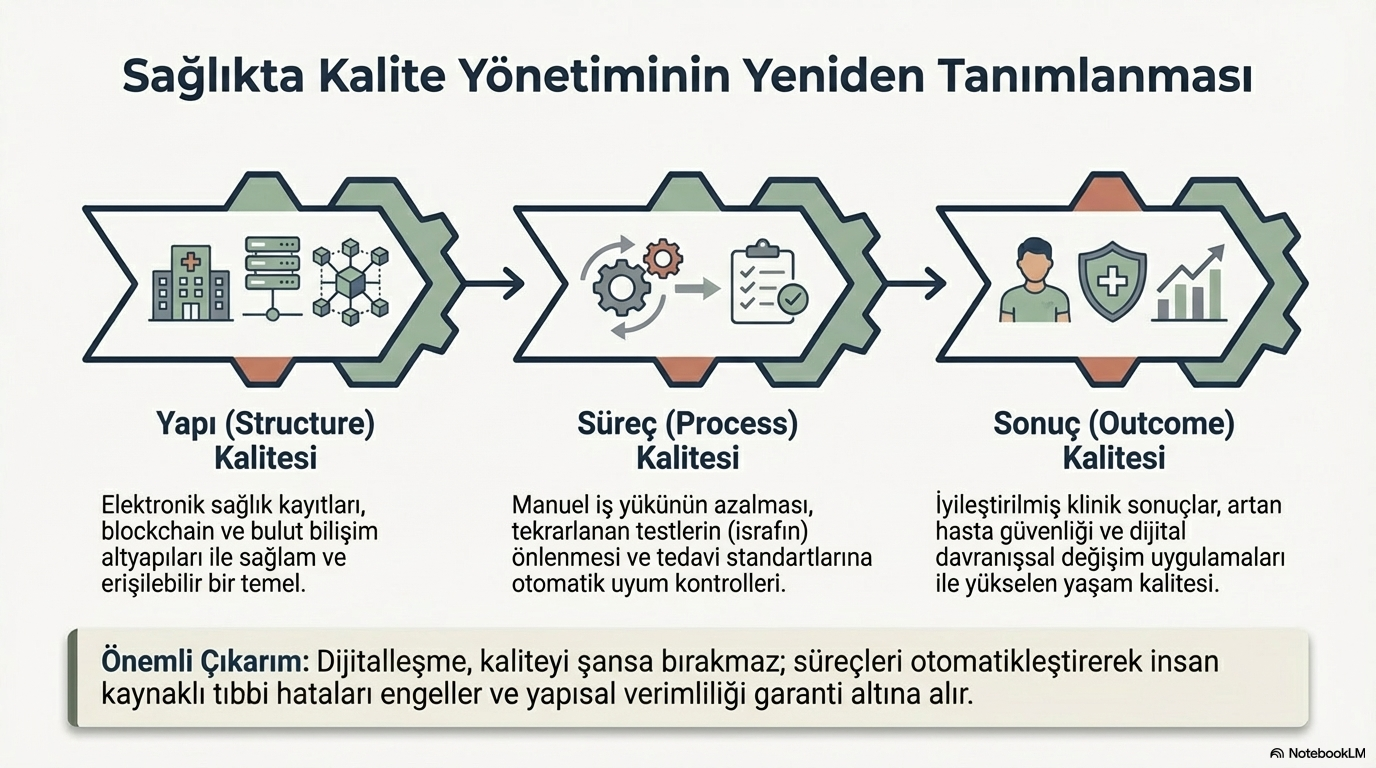 Sağlıkta Kalite Yönetiminin Yeniden Tanımlanması
Yapı (Structure)
Kalitesi
Elektronik sağlık kayıtları,
blockchain ve bulut bilişim
altyapıları ile sağlam ve
erişilebilir bir temel.
Süreç (Process)
Kalitesi
Manuel iş yükünün azalması,
tekrarlanan testlerin (israfın)
önlenmesi ve tedavi standartlarına
otomatik uyum kontrolleri.
Sonuç (Outcome)
Kalitesi
İyileştirilmiş klinik sonuçlar, artan
hasta güvenliği ve dijital
davranışsal değişim uygulamaları
ile yükselen yaşam kalitesi.
Önemli Çıkarım: Dijitalleşme, kaliteyi şansa bırakmaz; süreçleri otomatikleştirerek insan
kaynaklı tıbbi hataları engeller ve yapısal verimliliği garanti altına alır.
NotebookLM